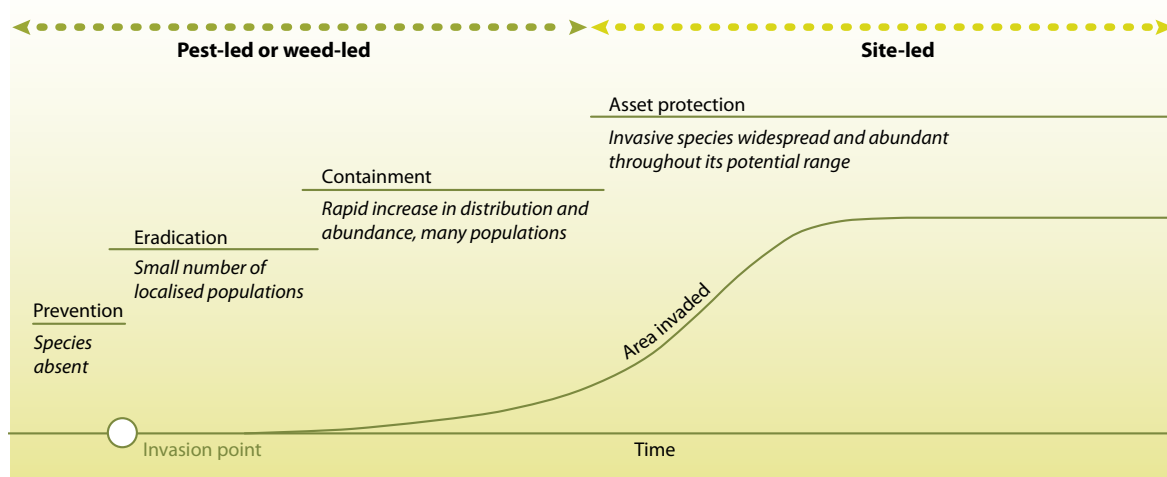 Pest-led or weed-led
Site-led
Asset protection
Invasive species widespread and abundant
throughout its potential range
Containment
Rapid increase in distribution and
abundance, many populations
Eradication
Small number of
localised populations
Prevention
Species
absent
Area invaded
Invasion point
Time